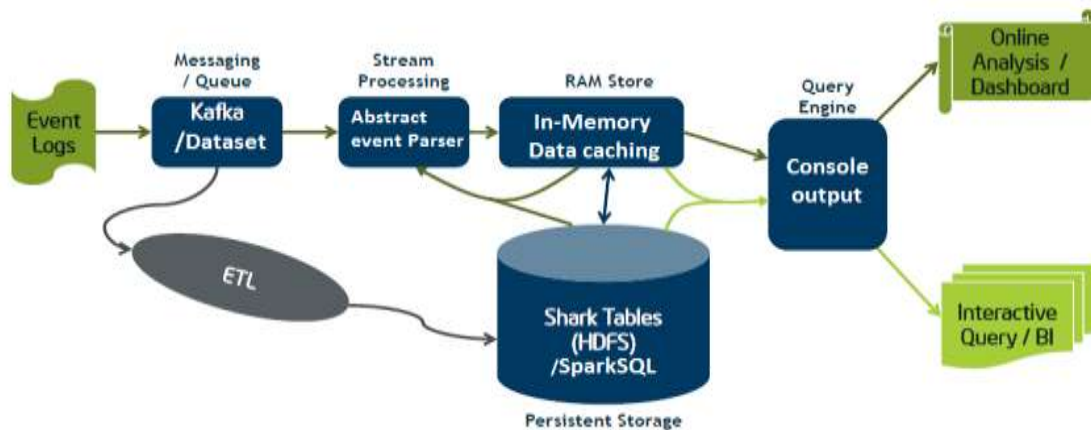 Event
Logs
Messaging
/ Queue
Kafka
/Dataset
Stream
Processing
Abstract
event Parser
RAM Store
In-Memory
Data caching
Query
Engine
Console
output
Online
Analysis /
Dashboard
Interactive
Query / BI
ETL
Shark Tables
(HDFS)
/SparkSQL
Persistent Storage